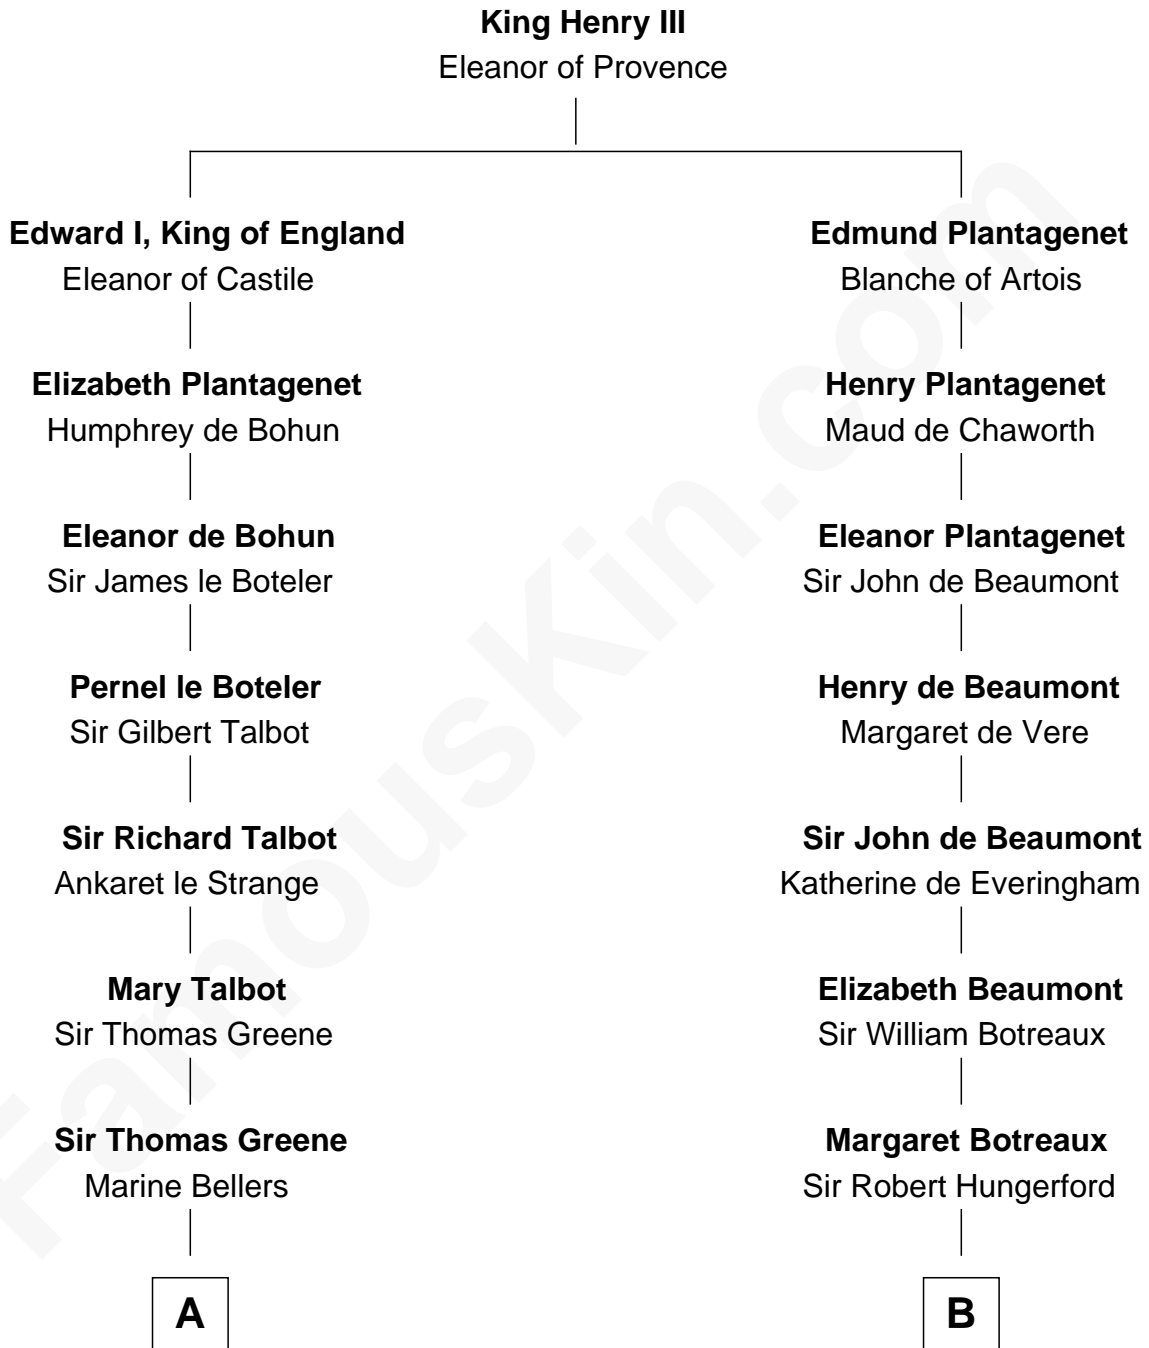 King Henry III
Eleanor of Provence
Edward I, King of England
Eleanor of Castile
Edmund Plantagenet
Blanche of Artois
Elizabeth Plantagenet
Humphrey de Bohun
Henry Plantagenet
Maud de Chaworth
Eleanor de Bohun
Sir James le Boteler
Eleanor Plantagenet
Sir John de Beaumont
Pernel le Boteler
Sir Gilbert Talbot
Henry de Beaumont
Margaret de Vere
Sir Richard Talbot
Ankaret le Strange
Sir John de Beaumont
Katherine de Everingham
Mary Talbot
Sir Thomas Greene
Elizabeth Beaumont
Sir William Botreaux
Sir Thomas Greene
Marine Bellers
Margaret Botreaux
Sir Robert Hungerford
A
B
FamousKin.com